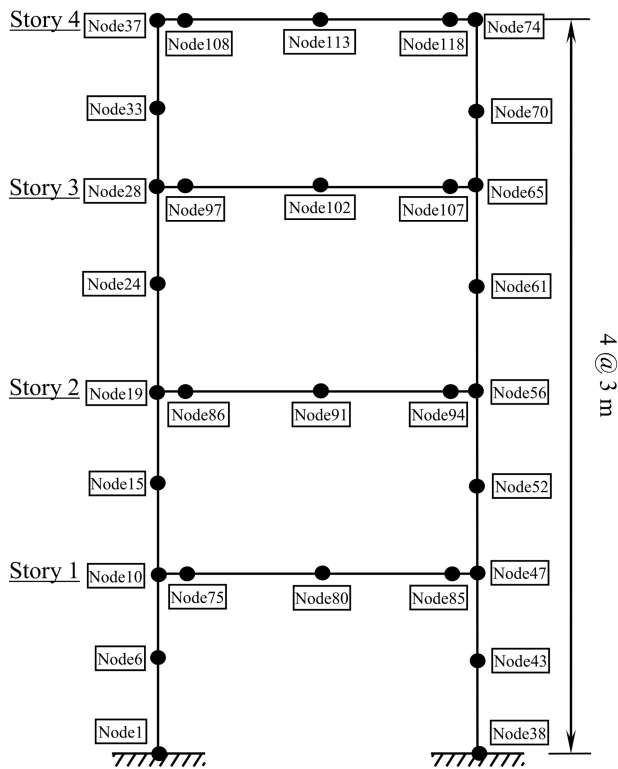 Story 4 Node37 Node74
Node108 Node113 Node118
Node33 Node70
Story 3 Node28 Node65
Node97 Node102 Node107
Node24 Node61
4 @ 3 m
Story 2 Node19 Node56
Node86 Node91 Node94
Node15 Node52
Story 1 Node10 Node47
Node75 Node80 Node85
Node6 Node43
Node1 Node38